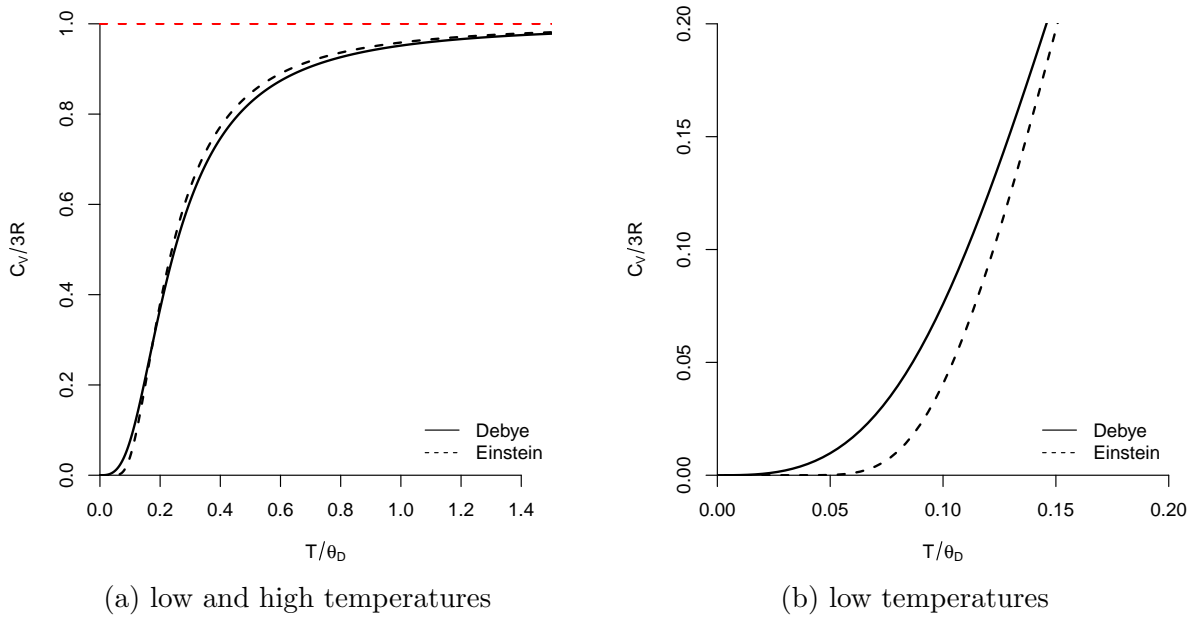 1.0
0.8
0.6
0.4
0.2
0.0
C_V/3R
0.0 0.2 0.4 0.6 0.8 1.0 1.2 1.4
T/θ_D
Debye
Einstein
(a) low and high temperatures
0.20
0.15
0.10
0.05
0.00
C_V/3R
0.00 0.05 0.10 0.15 0.20
T/θ_D
Debye
Einstein
(b) low temperatures